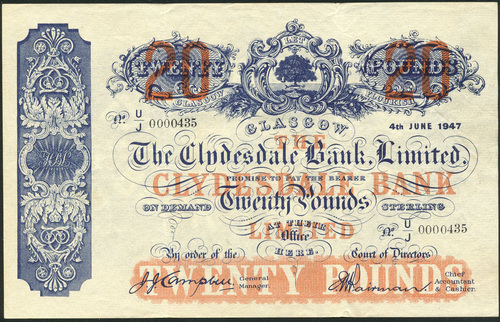 LET
20 20
TWENTY POUNDS
GLASGOW
GLASGOW
THE
No. U/J 0000435
4TH JUNE 1947
The Clydesdale Bank, Limited,
PROMISE TO PAY THE BEARER
CLYDESDALE BANK
ON DEMAND Twenty Pounds STERLING
AT THEIR
LIMITED
Office
HERE.
No. U/J 0000435
By order of the Court of Directors
TWENTY POUNDS
J.J. Campbell General Manager.
Chief Accountant & Cashier.